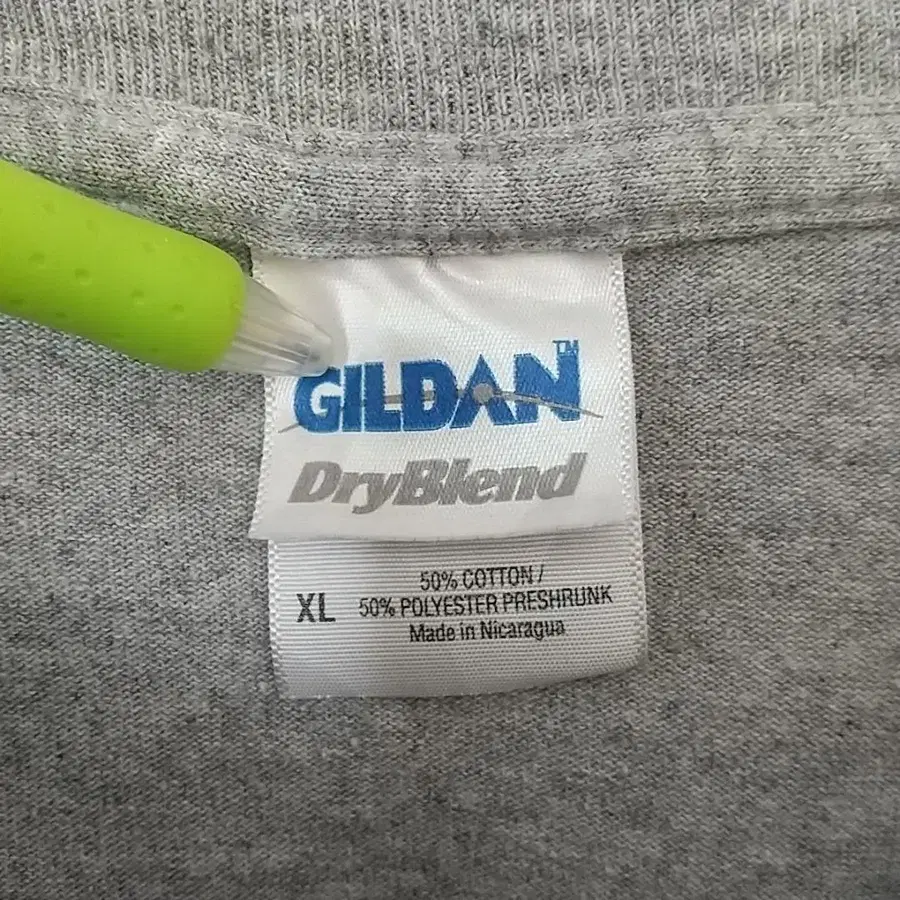 GILDAN™
DryBlend
50% COTTON /
XL 50% POLYESTER PRESHRUNK
Made in Nicaragua